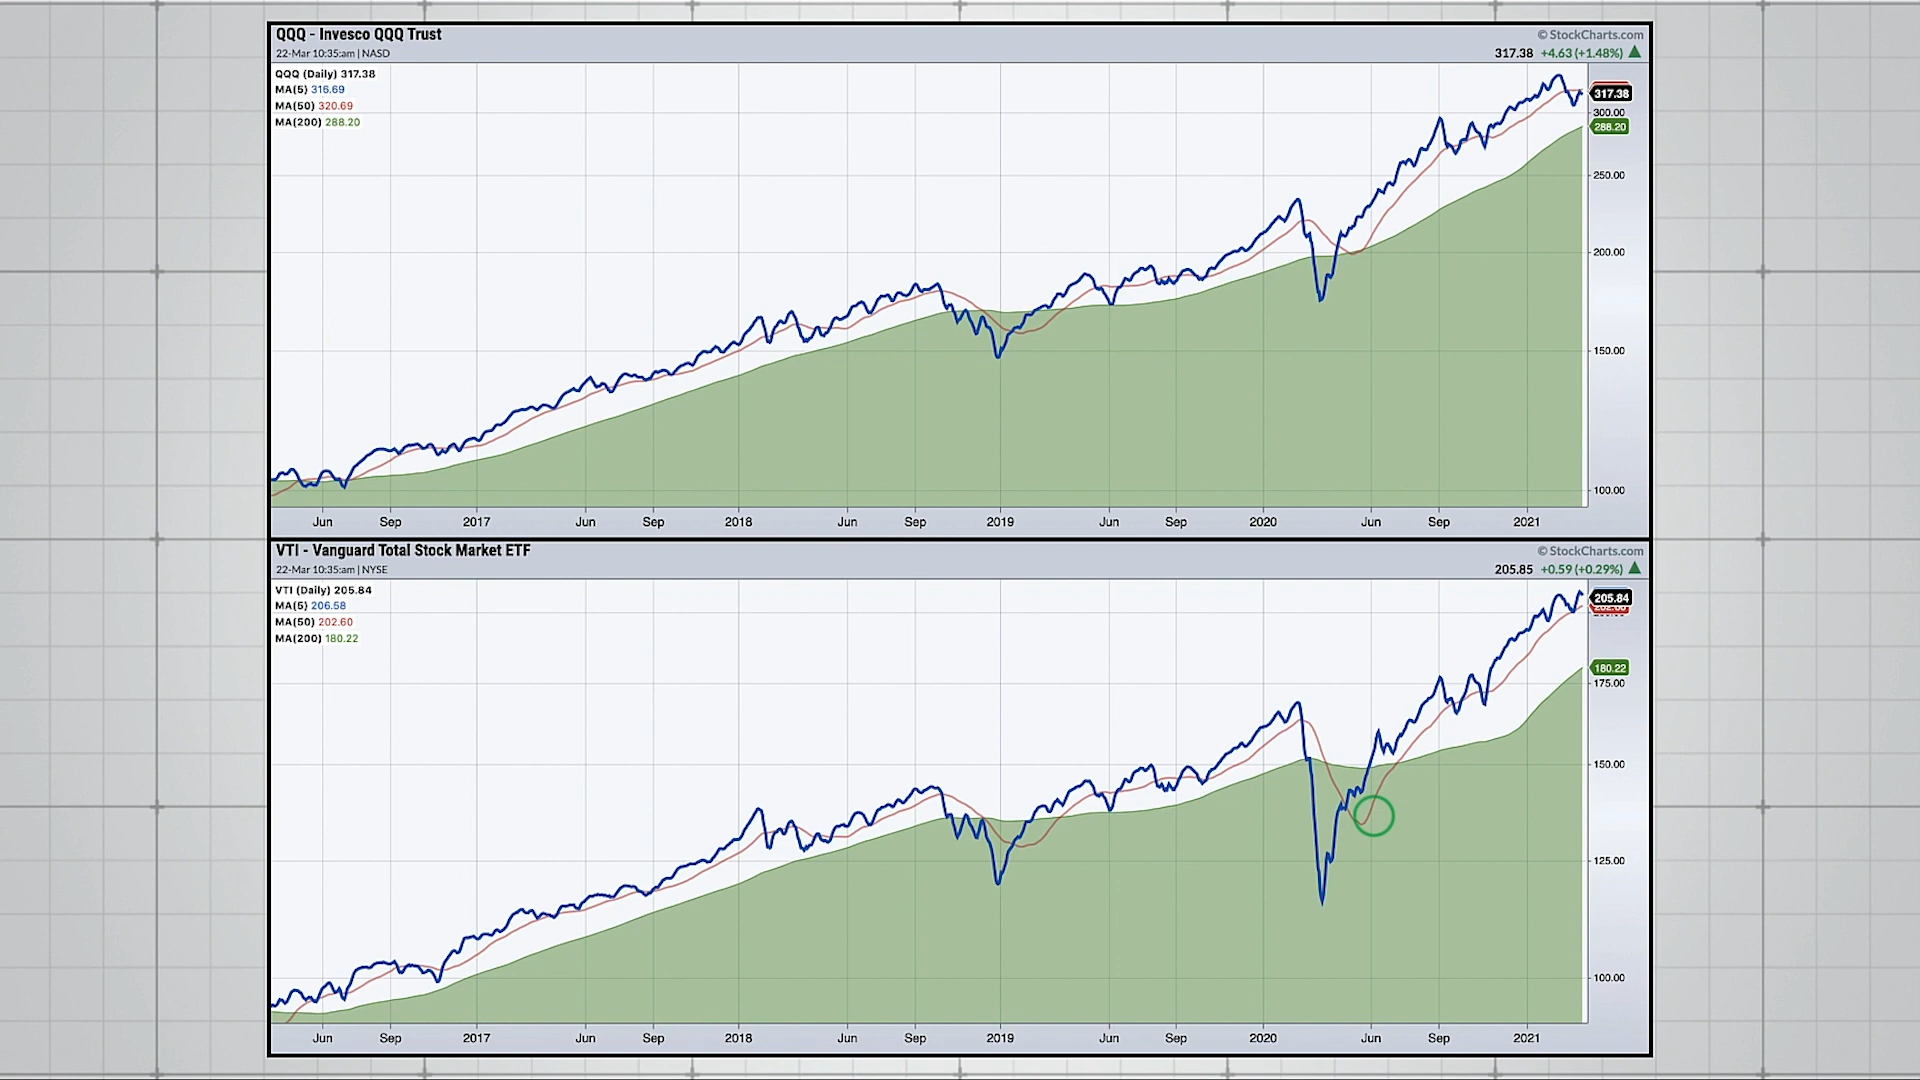 QQQ - Invesco QQQ Trust
© StockCharts.com
22-Mar 10:35:am | NASD
317.38 +4.63 (+1.48%)
QQQ (Daily) 317.38
MA(5) 316.69
MA(50) 320.69
MA(200) 288.20
317.38
300.00
288.20
250.00
200.00
150.00
100.00
Jun Sep 2017 Jun Sep 2018 Jun Sep 2019 Jun Sep 2020 Jun Sep 2021
VTI - Vanguard Total Stock Market ETF
© StockCharts.com
22-Mar 10:35:am | NYSE
205.85 +0.59 (+0.29%)
VTI (Daily) 205.84
MA(5) 206.58
MA(50) 202.60
MA(200) 180.22
205.84
180.22
175.00
150.00
125.00
100.00
Jun Sep 2017 Jun Sep 2018 Jun Sep 2019 Jun Sep 2020 Jun Sep 2021